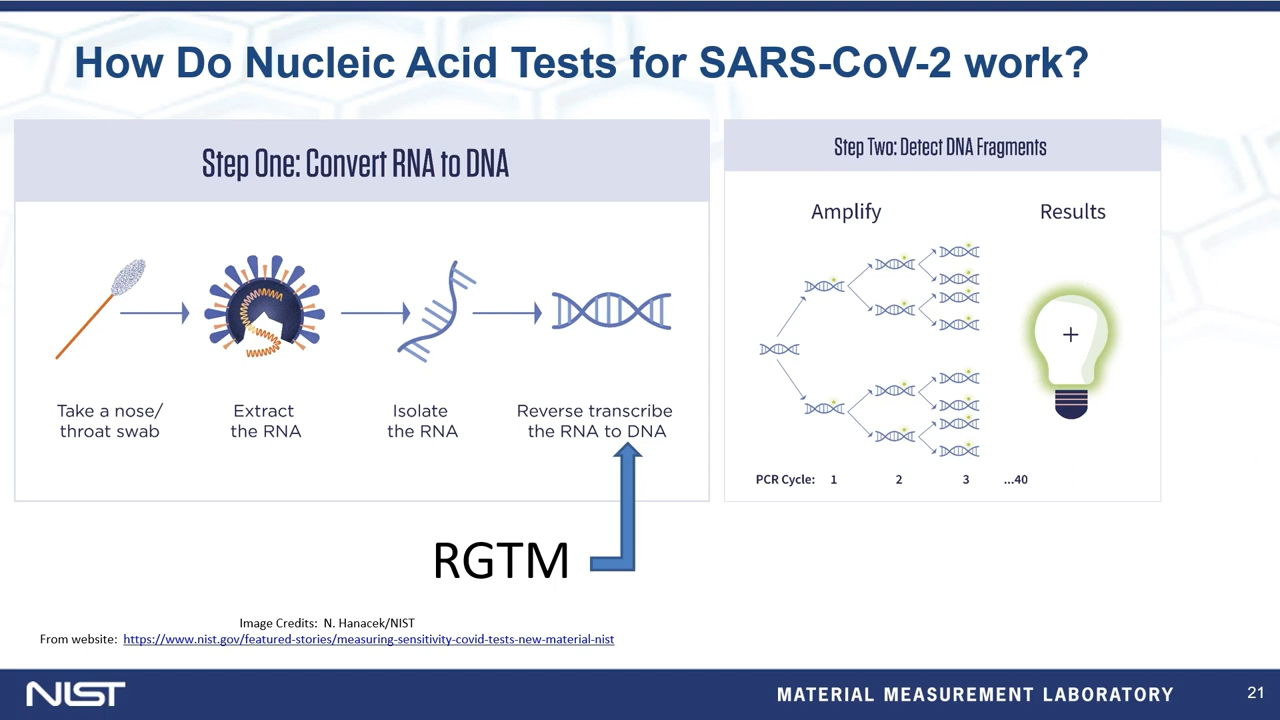 How Do Nucleic Acid Tests for SARS-CoV-2 work?
Step One: Convert RNA to DNA
Take a nose/
throat swab
Extract
the RNA
Isolate
the RNA
Reverse transcribe
the RNA to DNA
Step Two: Detect DNA Fragments
Amplify
Results
+
PCR Cycle: 1 2 3 ...40
RGTM
Image Credits: N. Hanacek/NIST
From website: https://www.nist.gov/featured-stories/measuring-sensitivity-covid-tests-new-material-nist
NIST
MATERIAL MEASUREMENT LABORATORY
21